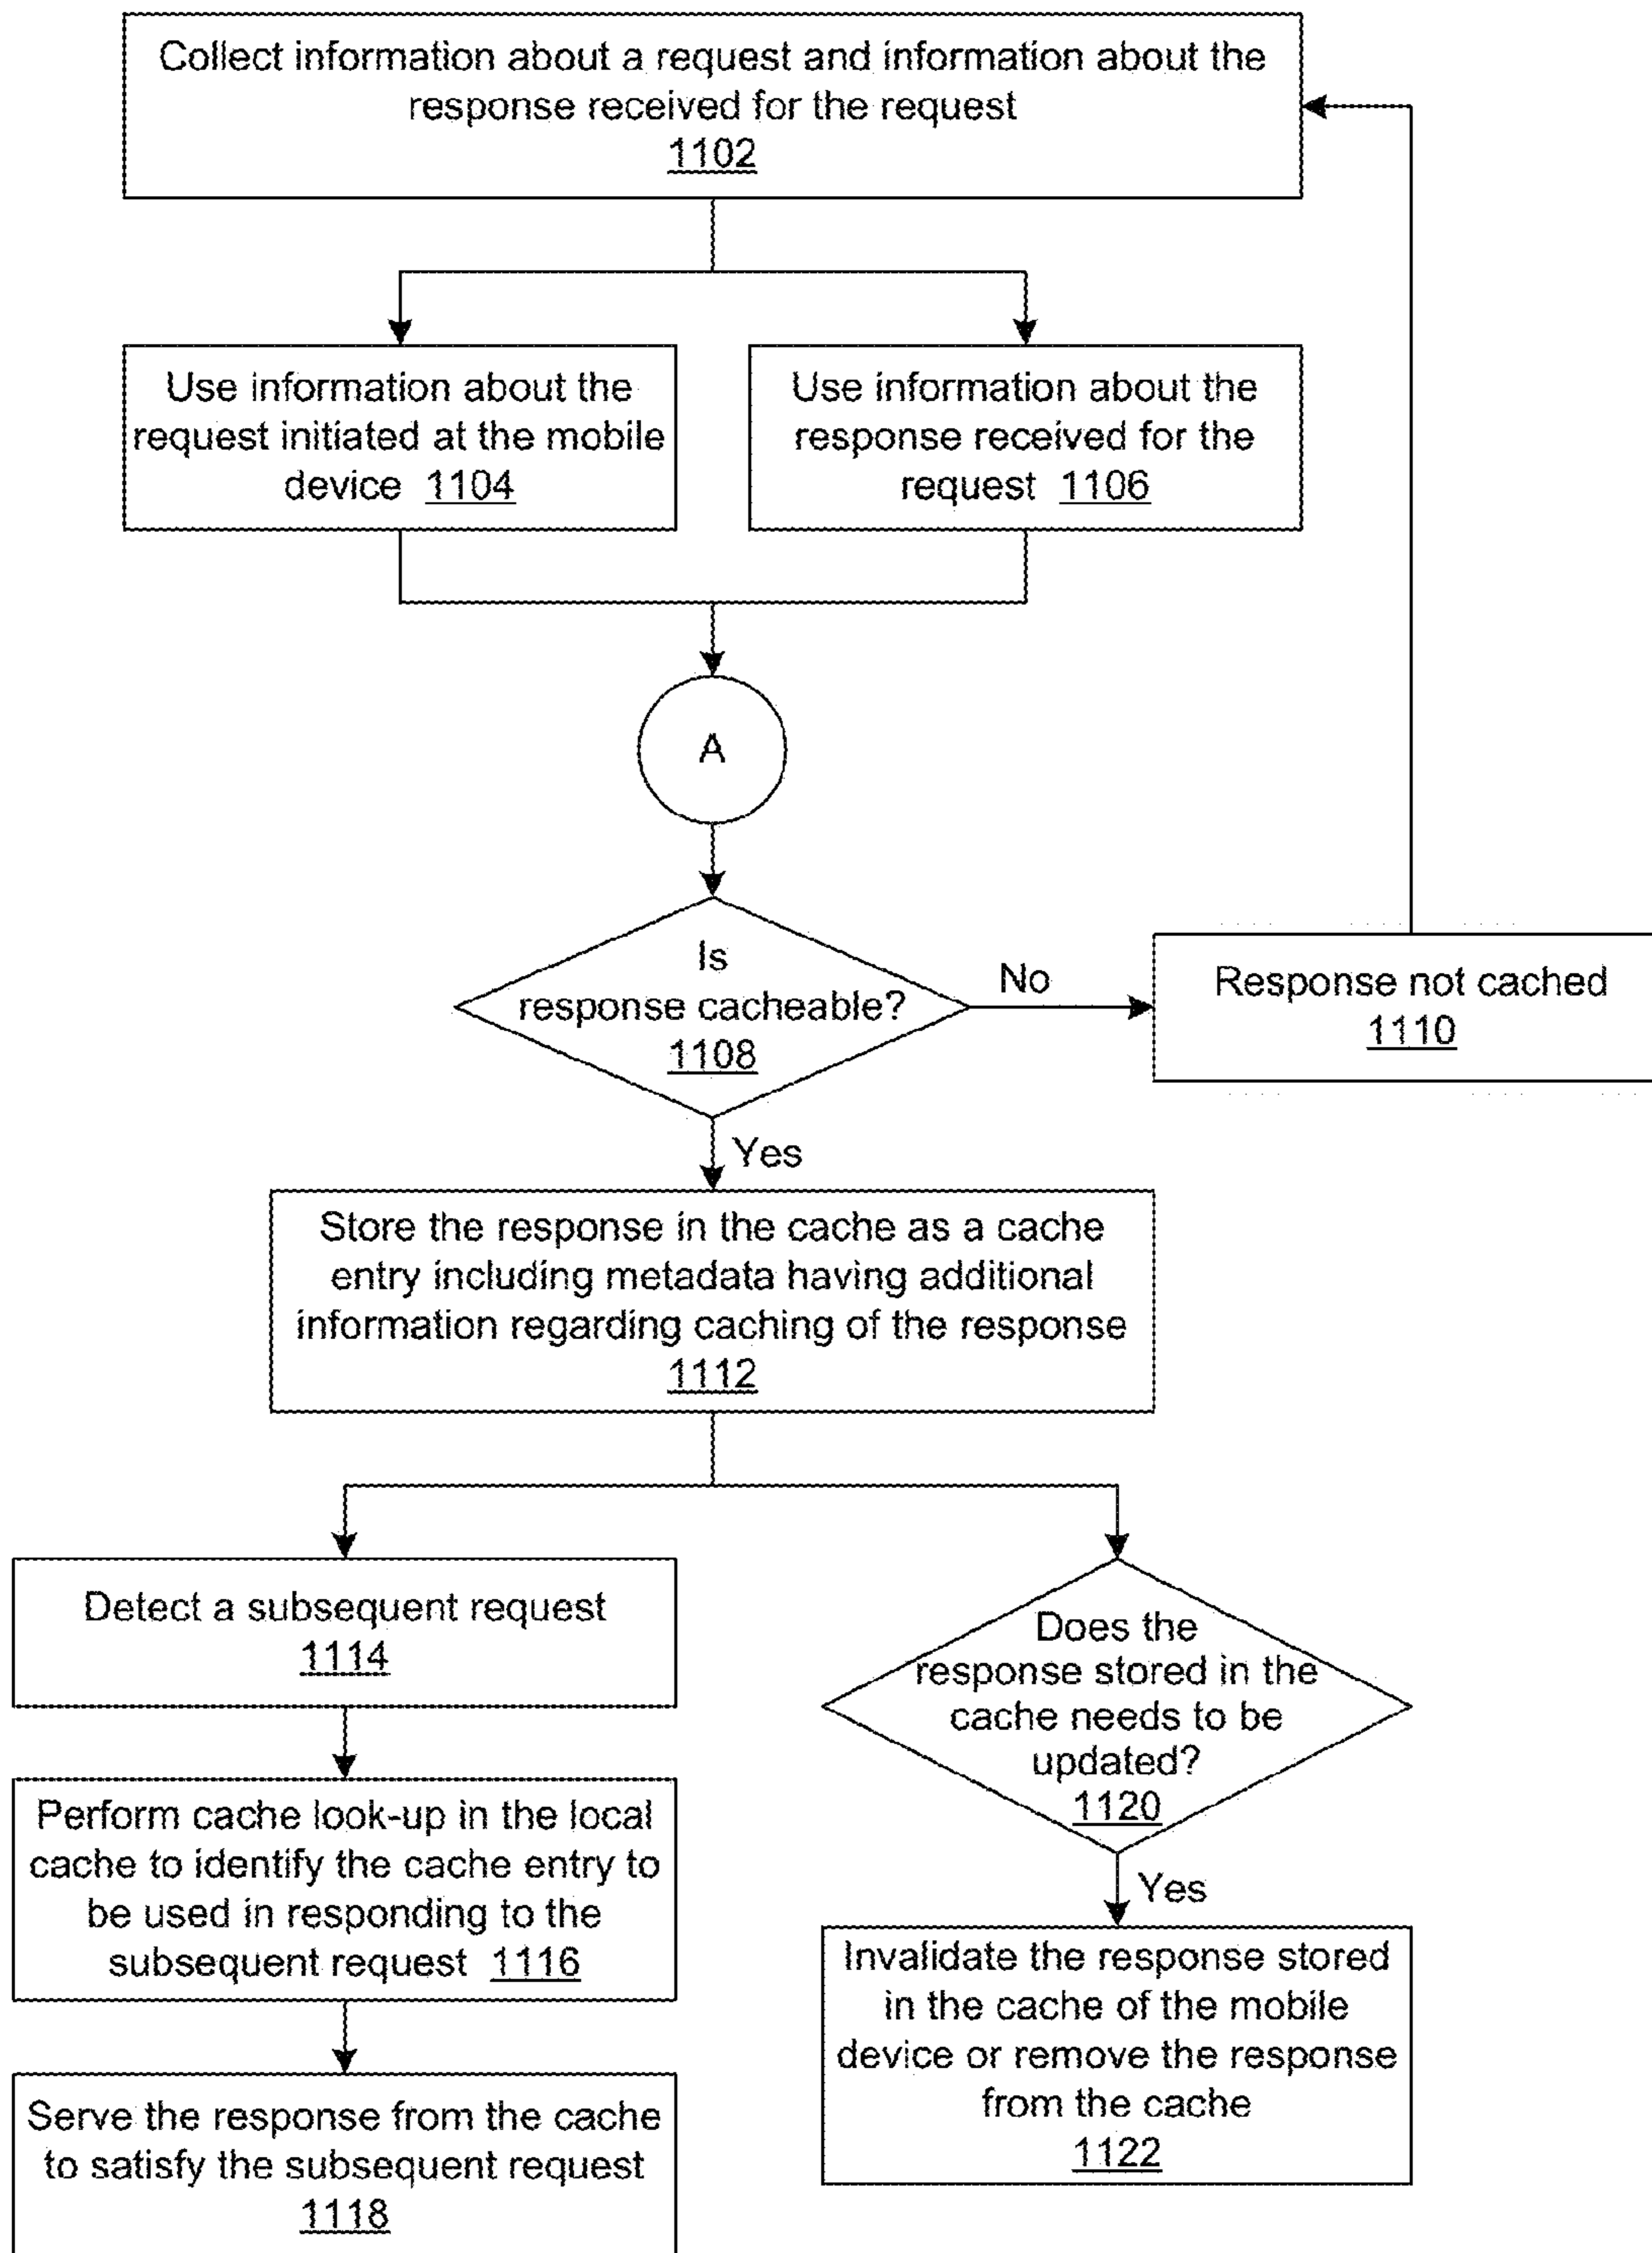 Collect information about a request and information about the
response received for the request
1102
Use information about the
request initiated at the mobile
device 1104
Use information about the
response received for the
request 1106
A
Is
response cacheable?
1108
No
Response not cached
1110
Yes
Store the response in the cache as a cache
entry including metadata having additional
information regarding caching of the response
1112
Detect a subsequent request
1114
Does the
response stored in the
cache needs to be
updated?
1120
Perform cache look-up in the local
cache to identify the cache entry to
be used in responding to the
subsequent request 1116
Yes
Invalidate the response stored
in the cache of the mobile
device or remove the response
from the cache
1122
Serve the response from the cache
to satisfy the subsequent request
1118